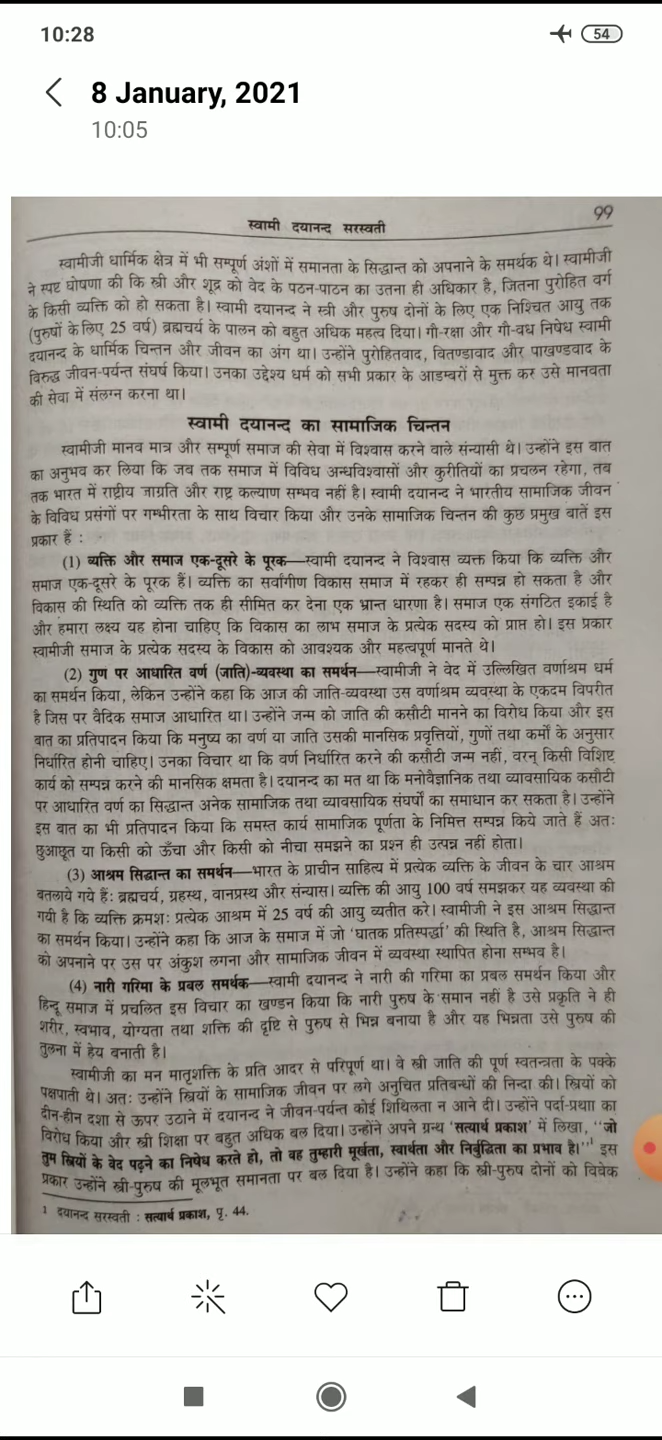 10:28
54
8 January, 2021
10:05
स्वामी दयानन्द सरस्वती
99
स्वामीजी धार्मिक क्षेत्र में भी सम्पूर्ण अंशों में समानता के सिद्धान्त को अपनाने के समर्थक थे। स्वामीजी
ने स्पष्ट घोषणा की कि स्त्री और शूद्र को वेद के पठन-पाठन का उतना ही अधिकार है, जितना पुरोहित वर्ग
के किसी व्यक्ति को हो सकता है। स्वामी दयानन्द ने स्त्री और पुरुष दोनों के लिए एक निश्चित आयु तक
(पुरुषों के लिए 25 वर्ष) ब्रह्मचर्य के पालन को बहुत अधिक महत्व दिया। गौ-रक्षा और गौ-वध निषेध स्वामी
दयानन्द के धार्मिक चिन्तन और जीवन का अंग था। उन्होंने पुरोहितवाद, वितण्डावाद और पाखण्डवाद के
विरुद्ध जीवन-पर्यन्त संघर्ष किया। उनका उद्देश्य धर्म को सभी प्रकार के आडम्बरों से मुक्त कर उसे मानवता
की सेवा में संलग्न करना था।
स्वामी दयानन्द का सामाजिक चिन्तन
स्वामीजी मानव मात्र और सम्पूर्ण समाज की सेवा में विश्वास करने वाले संन्यासी थे। उन्होंने इस बात
का अनुभव कर लिया कि जब तक समाज में विविध अन्धविश्वासों और कुरीतियों का प्रचलन रहेगा, तब
तक भारत में राष्ट्रीय जाग्रति और राष्ट्र कल्याण सम्भव नहीं है। स्वामी दयानन्द ने भारतीय सामाजिक जीवन
के विविध प्रसंगों पर गम्भीरता के साथ विचार किया और उनके सामाजिक चिन्तन की कुछ प्रमुख बातें इस
प्रकार हैं :
(1) व्यक्ति और समाज एक-दूसरे के पूरक—स्वामी दयानन्द ने विश्वास व्यक्त किया कि व्यक्ति और
समाज एक-दूसरे के पूरक हैं। व्यक्ति का सर्वांगीण विकास समाज में रहकर ही सम्पन्न हो सकता है और
विकास की स्थिति को व्यक्ति तक ही सीमित कर देना एक भ्रान्त धारणा है। समाज एक संगठित इकाई है
और हमारा लक्ष्य यह होना चाहिए कि विकास का लाभ समाज के प्रत्येक सदस्य को प्राप्त हो। इस प्रकार
स्वामीजी समाज के प्रत्येक सदस्य के विकास को आवश्यक और महत्वपूर्ण मानते थे।
(2) गुण पर आधारित वर्ण (जाति)-व्यवस्था का समर्थन—स्वामीजी ने वेद में उल्लिखित वर्णाश्रम धर्म
का समर्थन किया, लेकिन उन्होंने कहा कि आज की जाति-व्यवस्था उस वर्णाश्रम व्यवस्था के एकदम विपरीत
है जिस पर वैदिक समाज आधारित था। उन्होंने जन्म को जाति की कसौटी मानने का विरोध किया और इस
बात का प्रतिपादन किया कि मनुष्य का वर्ण या जाति उसकी मानसिक प्रवृत्तियों, गुणों तथा कर्मों के अनुसार
निर्धारित होनी चाहिए। उनका विचार था कि वर्ण निर्धारित करने की कसौटी जन्म नहीं, वरन् किसी विशिष्ट
कार्य को सम्पन्न करने की मानसिक क्षमता है। दयानन्द का मत था कि मनोवैज्ञानिक तथा व्यावसायिक कसौटी
पर आधारित वर्ण का सिद्धान्त अनेक सामाजिक तथा व्यावसायिक संघर्षों का समाधान कर सकता है। उन्होंने
इस बात का भी प्रतिपादन किया कि समस्त कार्य सामाजिक पूर्णता के निमित्त सम्पन्न किये जाते हैं अतः
छुआछूत या किसी को ऊँचा और किसी को नीचा समझने का प्रश्न ही उत्पन्न नहीं होता।
(3) आश्रम सिद्धान्त का समर्थन—भारत के प्राचीन साहित्य में प्रत्येक व्यक्ति के जीवन के चार आश्रम
बतलाये गये हैं: ब्रह्मचर्य, ग्रहस्थ, वानप्रस्थ और संन्यास। व्यक्ति की आयु 100 वर्ष समझकर यह व्यवस्था की
गयी है कि व्यक्ति क्रमशः प्रत्येक आश्रम में 25 वर्ष की आयु व्यतीत करे। स्वामीजी ने इस आश्रम सिद्धान्त
का समर्थन किया। उन्होंने कहा कि आज के समाज में जो 'घातक प्रतिस्पर्द्धा' की स्थिति है, आश्रम सिद्धान्त
को अपनाने पर उस पर अंकुश लगना और सामाजिक जीवन में व्यवस्था स्थापित होना सम्भव है।
(4) नारी गरिमा के प्रबल समर्थक—स्वामी दयानन्द ने नारी की गरिमा का प्रबल समर्थन किया और
हिन्दू समाज में प्रचलित इस विचार का खण्डन किया कि नारी पुरुष के समान नहीं है उसे प्रकृति ने ही
शरीर, स्वभाव, योग्यता तथा शक्ति की दृष्टि से पुरुष से भिन्न बनाया है और यह भिन्नता उसे पुरुष की
तुलना में हेय बनाती है।
स्वामीजी का मन मातृशक्ति के प्रति आदर से परिपूर्ण था। वे स्त्री जाति की पूर्ण स्वतन्त्रता के पक्के
पक्षपाती थे। अतः उन्होंने स्त्रियों के सामाजिक जीवन पर लगे अनुचित प्रतिबन्धों की निन्दा की। स्त्रियों को
दीन-हीन दशा से ऊपर उठाने में दयानन्द ने जीवन-पर्यन्त कोई शिथिलता न आने दी। उन्होंने पर्दा-प्रथाा का
विरोध किया और स्त्री शिक्षा पर बहुत अधिक बल दिया। उन्होंने अपने ग्रन्थ 'सत्यार्थ प्रकाश' में लिखा, "जो
तुम स्त्रियों के वेद पढ़ने का निषेध करते हो, तो वह तुम्हारी मूर्खता, स्वार्थता और निर्बुद्धिता का प्रभाव है।"¹ इस
प्रकार उन्होंने स्त्री-पुरुष की मूलभूत समानता पर बल दिया है। उन्होंने कहा कि स्त्री-पुरुष दोनों को विवेक
1 दयानन्द सरस्वती : सत्यार्थ प्रकाश, पृ. 44.